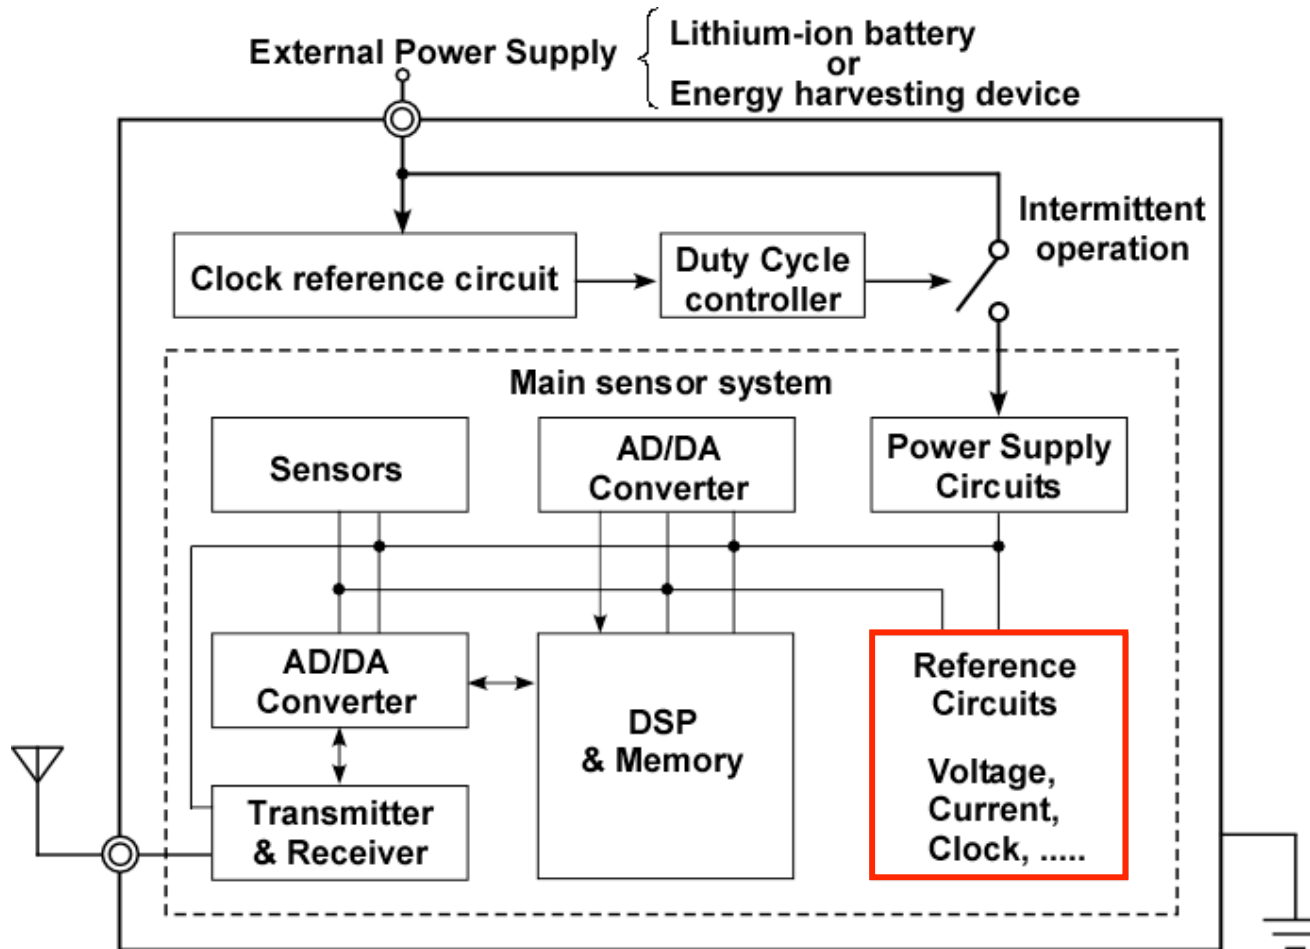 External Power Supply
Lithium-ion battery
or
Energy harvesting device
Intermittent
operation
Clock reference circuit
Duty Cycle
controller
Main sensor system
Sensors
AD/DA
Converter
Power Supply
Circuits
AD/DA
Converter
DSP
& Memory
Reference
Circuits
Voltage,
Current,
Clock, .....
Transmitter
& Receiver